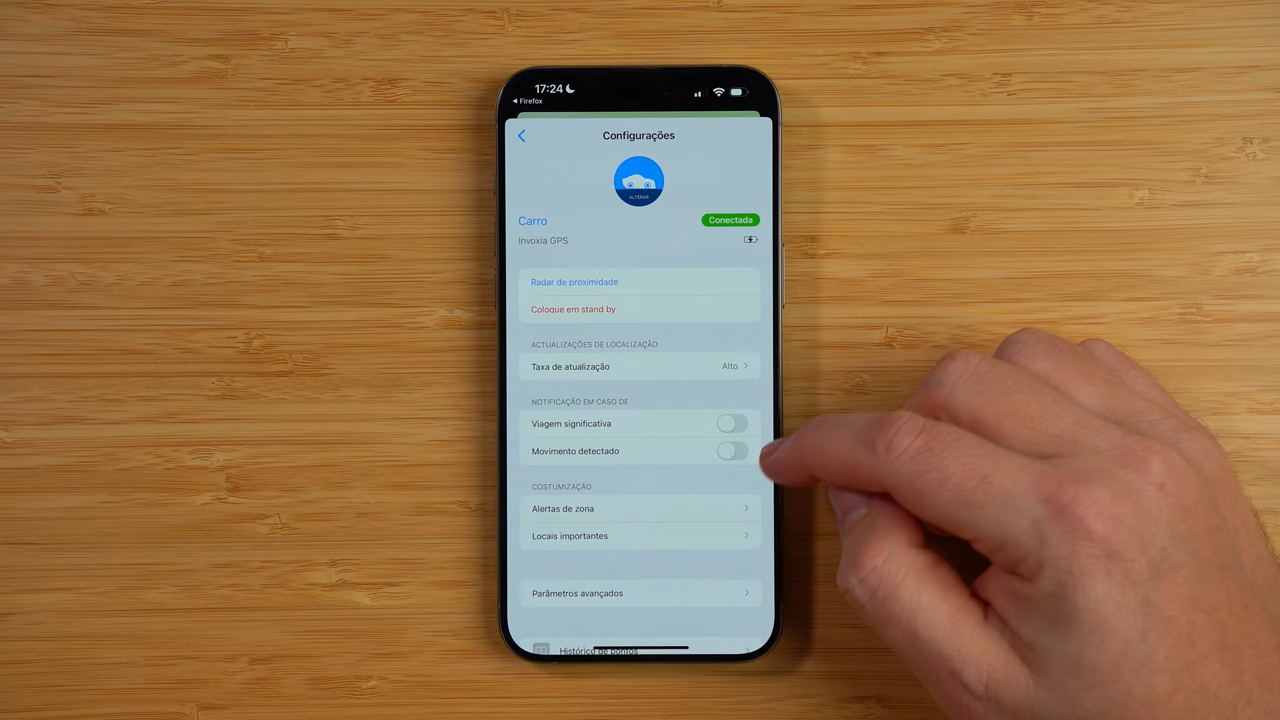 17:24
◀ Firefox
Configurações
ALTERAR
Carro
Conectada
Invoxia GPS
Radar de proximidade
Coloque em stand by
ACTUALIZAÇÕES DE LOCALIZAÇÃO
Taxa de atualização Alto
NOTIFICAÇÃO EM CASO DE
Viagem significativa
Movimento detectado
COSTUMIZAÇÃO
Alertas de zona
Locais importantes
Parâmetros avançados
Histórico de pontos